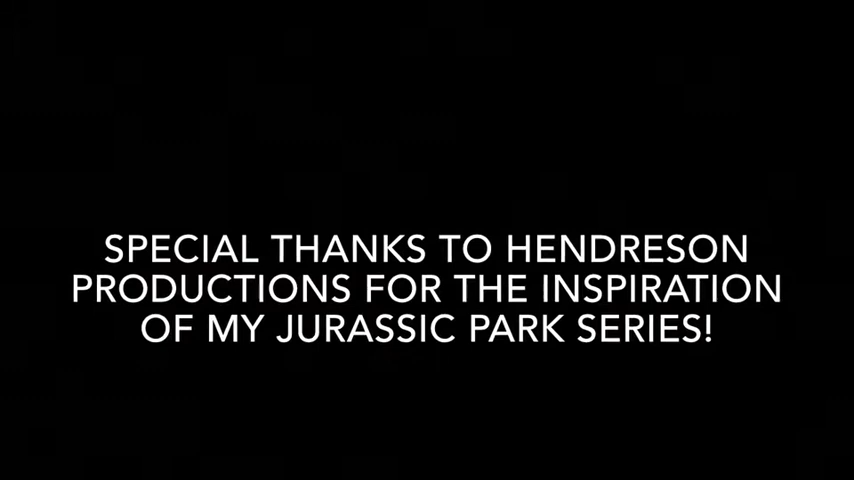 SPECIAL THANKS TO HENDRESON
PRODUCTIONS FOR THE INSPIRATION
OF MY JURASSIC PARK SERIES!